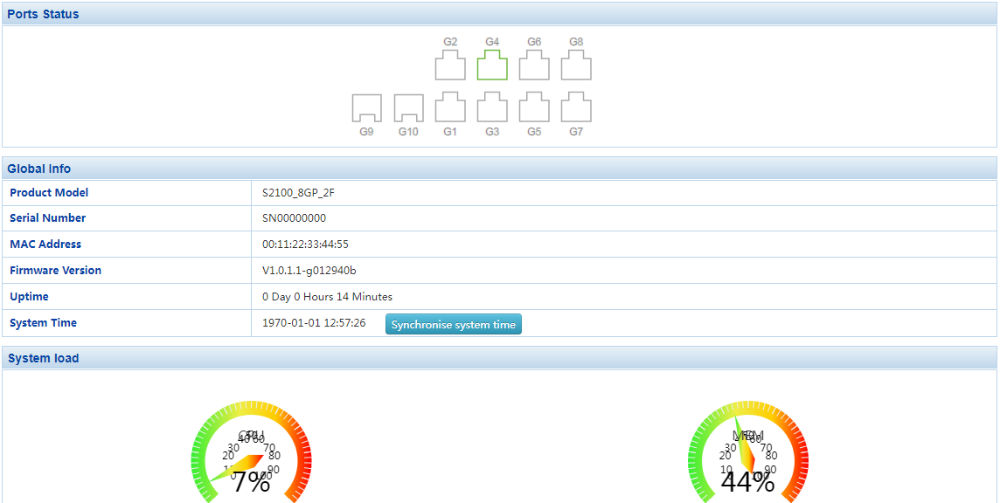 Ports Status
G2 G4 G6 G8
G9 G10 G1 G3 G5 G7
Global Info
Product Model S2100_8GP_2F
Serial Number SN00000000
MAC Address 00:11:22:33:44:55
Firmware Version V1.0.1.1-g012940b
Uptime 0 Day 0 Hours 14 Minutes
System Time 1970-01-01 12:57:26 Synchronise system time
System load
CPU MEM
40 50 60 60
30 70 30 70
20 80 20 80
0 90 10 90
100 100
7% 44%